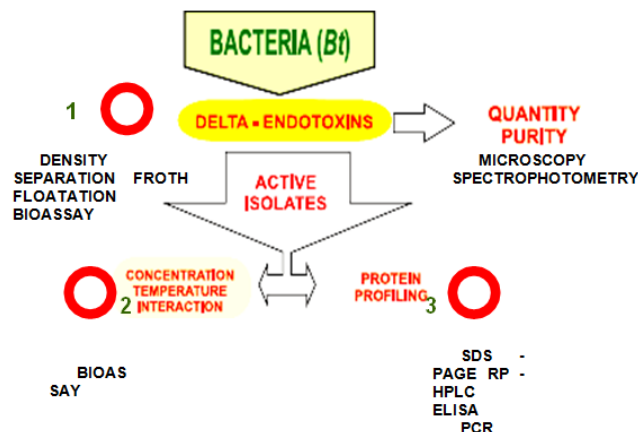 BACTERIA (Bt)
1
DELTA - ENDOTOXINS
QUANTITY
PURITY
DENSITY
SEPARATION FROTH
FLOATATION
BIOASSAY
MICROSCOPY
SPECTROPHOTOMETRY
ACTIVE
ISOLATES
CONCENTRATION
TEMPERATURE
INTERACTION
2
PROTEIN
PROFILING
3
BIOAS
SAY
SDS -
PAGE RP -
HPLC
ELISA
PCR